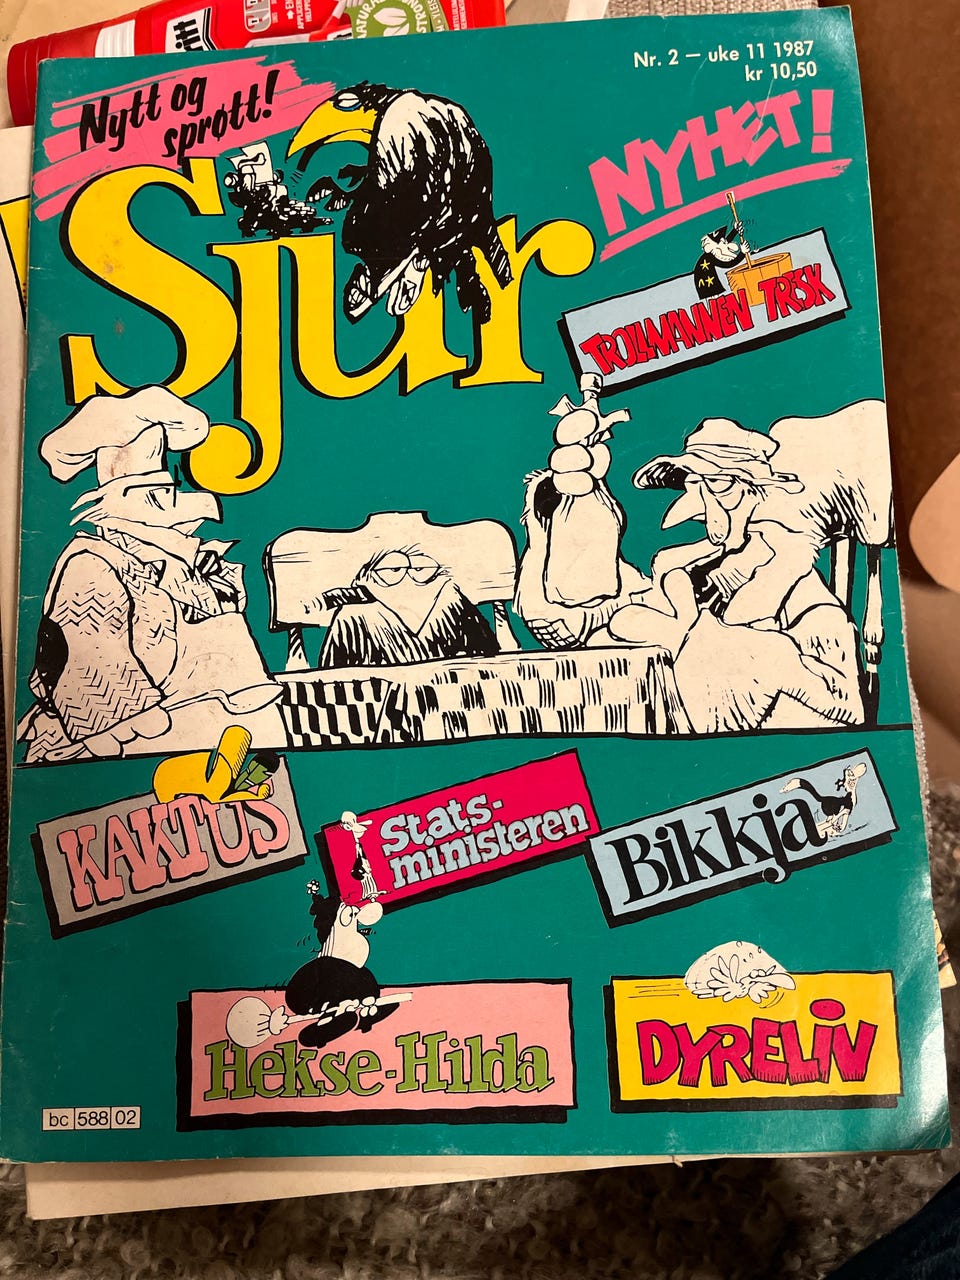 Nr. 2 — uke 11 1987
kr 10,50
Nytt og
sprøtt!
NYHET!
Sjur
TROLLMANNEN TRISK
KAKTUS
Stats-
ministeren
Bikkja
Hekse-Hilda
DYRELIV
bc 588 02